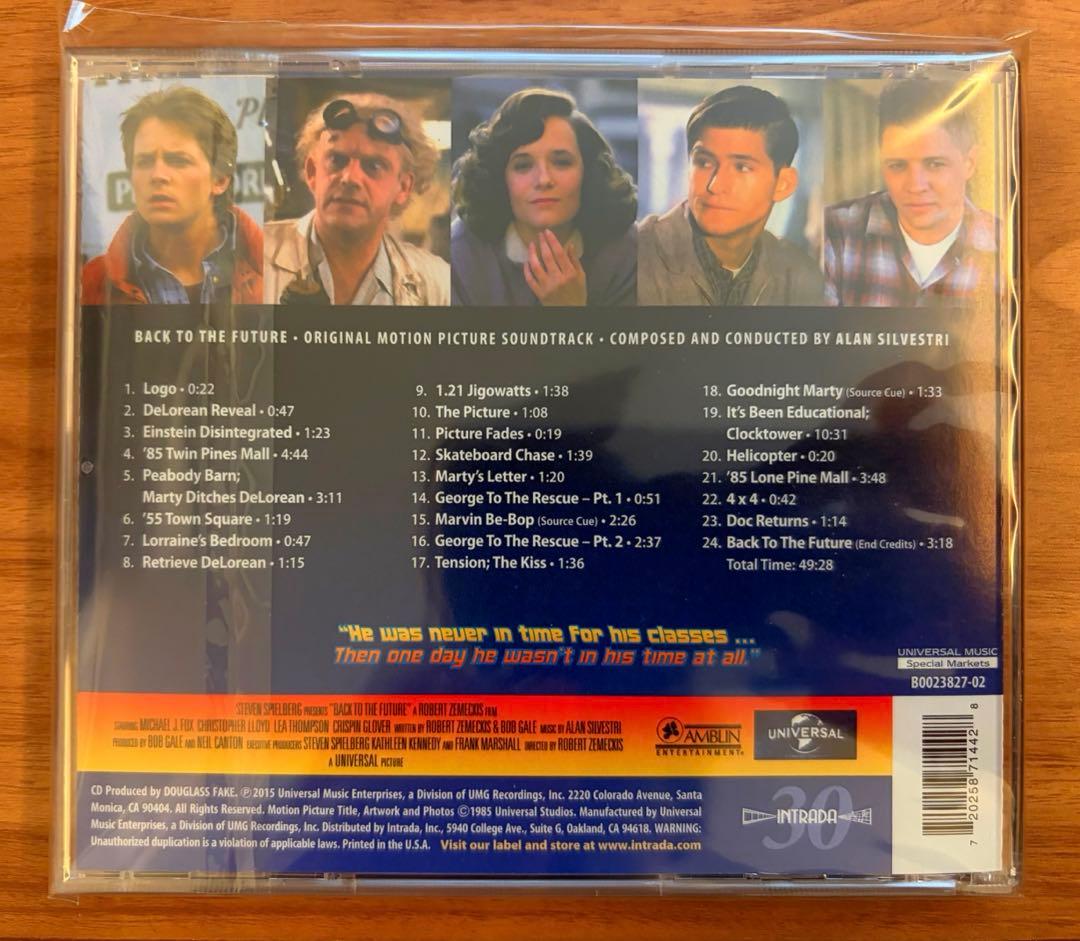 BACK TO THE FUTURE • ORIGINAL MOTION PICTURE SOUNDTRACK • COMPOSED AND CONDUCTED BY ALAN SILVESTRI
1. Logo • 0:22
2. DeLorean Reveal • 0:47
3. Einstein Disintegrated • 1:23
4. ’85 Twin Pines Mall • 4:44
5. Peabody Barn;
Marty Ditches DeLorean • 3:11
6. ’55 Town Square • 1:19
7. Lorraine’s Bedroom • 0:47
8. Retrieve DeLorean • 1:15
9. 1.21 Jigowatts • 1:38
10. The Picture • 1:08
11. Picture Fades • 0:19
12. Skateboard Chase • 1:39
13. Marty’s Letter • 1:20
14. George To The Rescue – Pt. 1 • 0:51
15. Marvin Be-Bop (Source Cue) • 2:26
16. George To The Rescue – Pt. 2 • 2:37
17. Tension; The Kiss • 1:36
18. Goodnight Marty (Source Cue) • 1:33
19. It’s Been Educational;
Clocktower • 10:31
20. Helicopter • 0:20
21. ’85 Lone Pine Mall • 3:48
22. 4 x 4 • 0:42
23. Doc Returns • 1:14
24. Back To The Future (End Credits) • 3:18
Total Time: 49:28
“He was never in time for his classes ...
Then one day he wasn’t in his time at all.”
UNIVERSAL MUSIC
Special Markets
B0023827-02
STEVEN SPIELBERG PRESENTS “BACK TO THE FUTURE” A ROBERT ZEMECKIS FILM
STARRING MICHAEL J. FOX CHRISTOPHER LLOYD LEA THOMPSON CRISPIN GLOVER WRITTEN BY ROBERT ZEMECKIS & BOB GALE MUSIC BY ALAN SILVESTRI
PRODUCED BY BOB GALE AND NEIL CANTON EXECUTIVE PRODUCERS STEVEN SPIELBERG KATHLEEN KENNEDY AND FRANK MARSHALL DIRECTED BY ROBERT ZEMECKIS
A UNIVERSAL PICTURE
AMBLIN
ENTERTAINMENT
UNIVERSAL
CD Produced by DOUGLASS FAKE. ℗2015 Universal Music Enterprises, a Division of UMG Recordings, Inc. 2220 Colorado Avenue, Santa
Monica, CA 90404. All Rights Reserved. Motion Picture Title, Artwork and Photos ©1985 Universal Studios. Manufactured by Universal
Music Enterprises, a Division of UMG Recordings, Inc. Distributed by Intrada, Inc., 5940 College Ave., Suite G, Oakland, CA 94618. WARNING:
Unauthorized duplication is a violation of applicable laws. Printed in the U.S.A. Visit our label and store at www.intrada.com
30
INTRADA
7 20258 71442 8